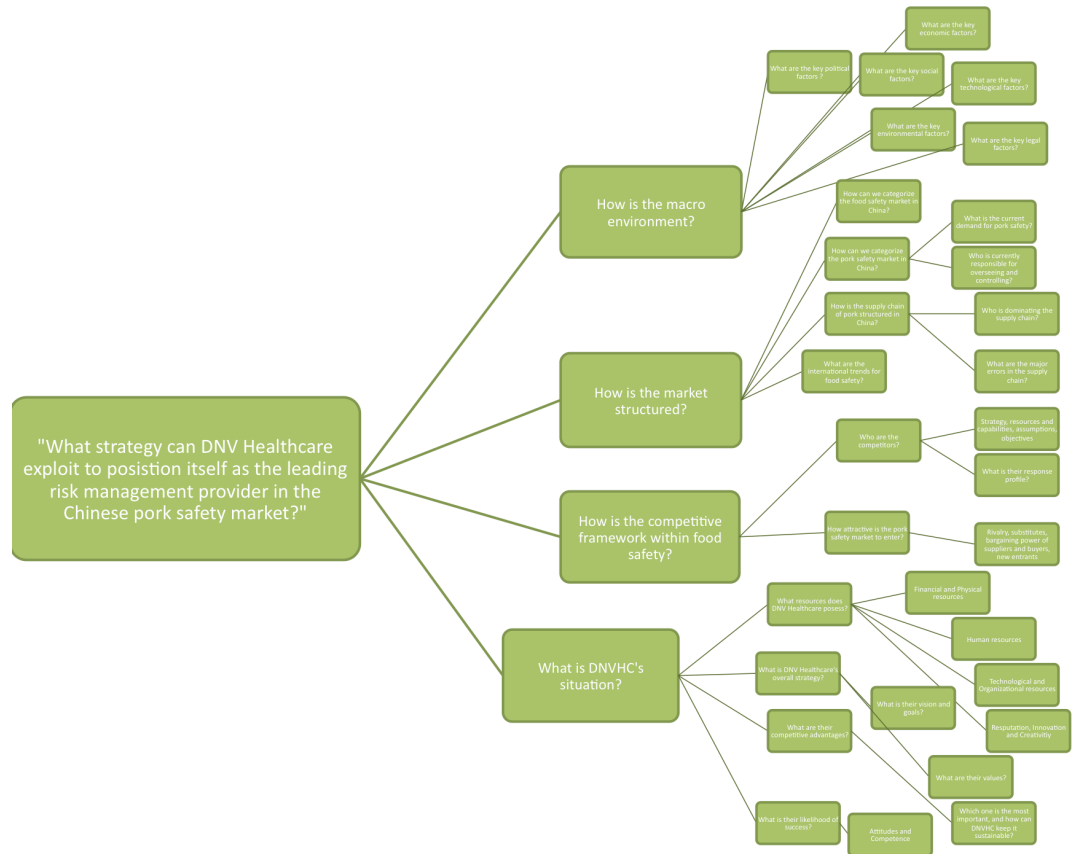 "What strategy can DNV Healthcare
exploit to posistion itself as the leading
risk management provider in the
Chinese pork safety market?"
How is the macro
environment?
What are the key political
factors ?
What are the key
economic factors?
What are the key social
factors?
What are the key
technological factors?
What are the key
environmental factors?
What are the key legal
factors?
How is the market
structured?
How can we categorize
the food safety market in
China?
How can we categorize
the pork safety market in
China?
What is the current
demand for pork safety?
Who is currently
responsible for
overseeing and
controlling?
How is the supply chain
of pork structured in
China?
Who is dominating the
supply chain?
What are the major
errors in the supply
chain?
What are the
international trends for
food safety?
How is the competitive
framework within food
safety?
Who are the
competitors?
Strategy, resources and
capabilities, assumptions,
objectives
What is their response
profile?
How attractive is the pork
safety market to enter?
Rivalry, substitutes,
bargaining power of
suppliers and buyers,
new entrants
What is DNVHC's
situation?
What resources does
DNV Healthcare posess?
Financial and Physical
resources
Human resources
Technological and
Organizational resources
Resputation, Innovation
and Creativitiy
What is DNV Healthcare's
overall strategy?
What is their vision and
goals?
What are their values?
What are their
competitive advantages?
Which one is the most
important, and how can
DNVHC keep it
sustainable?
What is their likelihood of
success?
Attitudes and
Competence